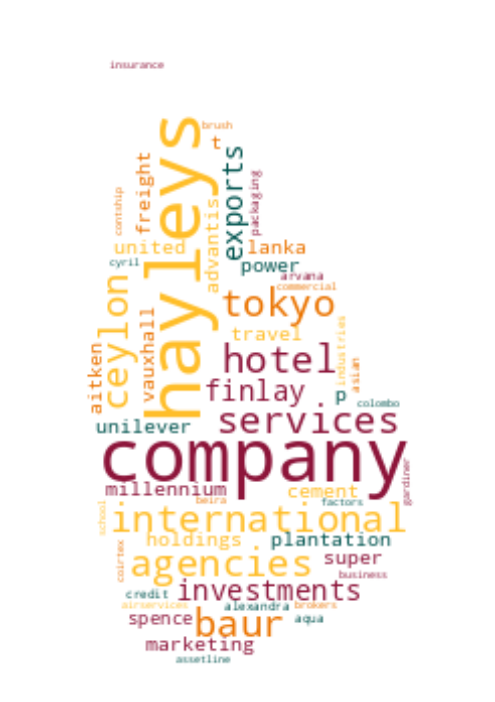 insurance
brush
hayleys
t
exports
freight
packaging
contship
advantis
united
lanka
cyril
power
arvana
ceylon
commercial
tokyo
vauxhall
travel
industries
aitken
hotel
asian
finlay
p
colombo
services
unilever
company
gardiner
millennium
cement
beira
factors
school
international
holdings
plantation
coirtex
agencies
super
business
investments
credit
airservices
alexandra
brokers
spence
baur
aqua
marketing
assetline